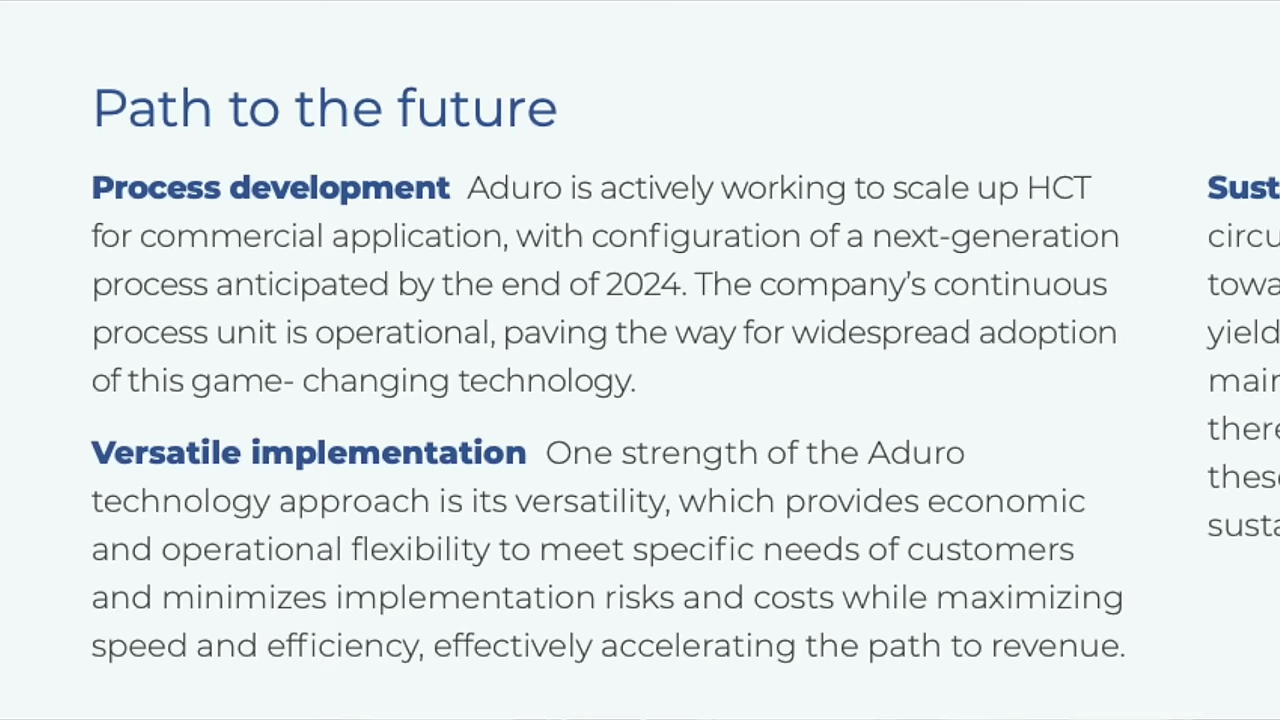 Path to the future
Process development Aduro is actively working to scale up HCT
for commercial application, with configuration of a next-generation
process anticipated by the end of 2024. The company's continuous
process unit is operational, paving the way for widespread adoption
of this game- changing technology.
Versatile implementation One strength of the Aduro
technology approach is its versatility, which provides economic
and operational flexibility to meet specific needs of customers
and minimizes implementation risks and costs while maximizing
speed and efficiency, effectively accelerating the path to revenue.